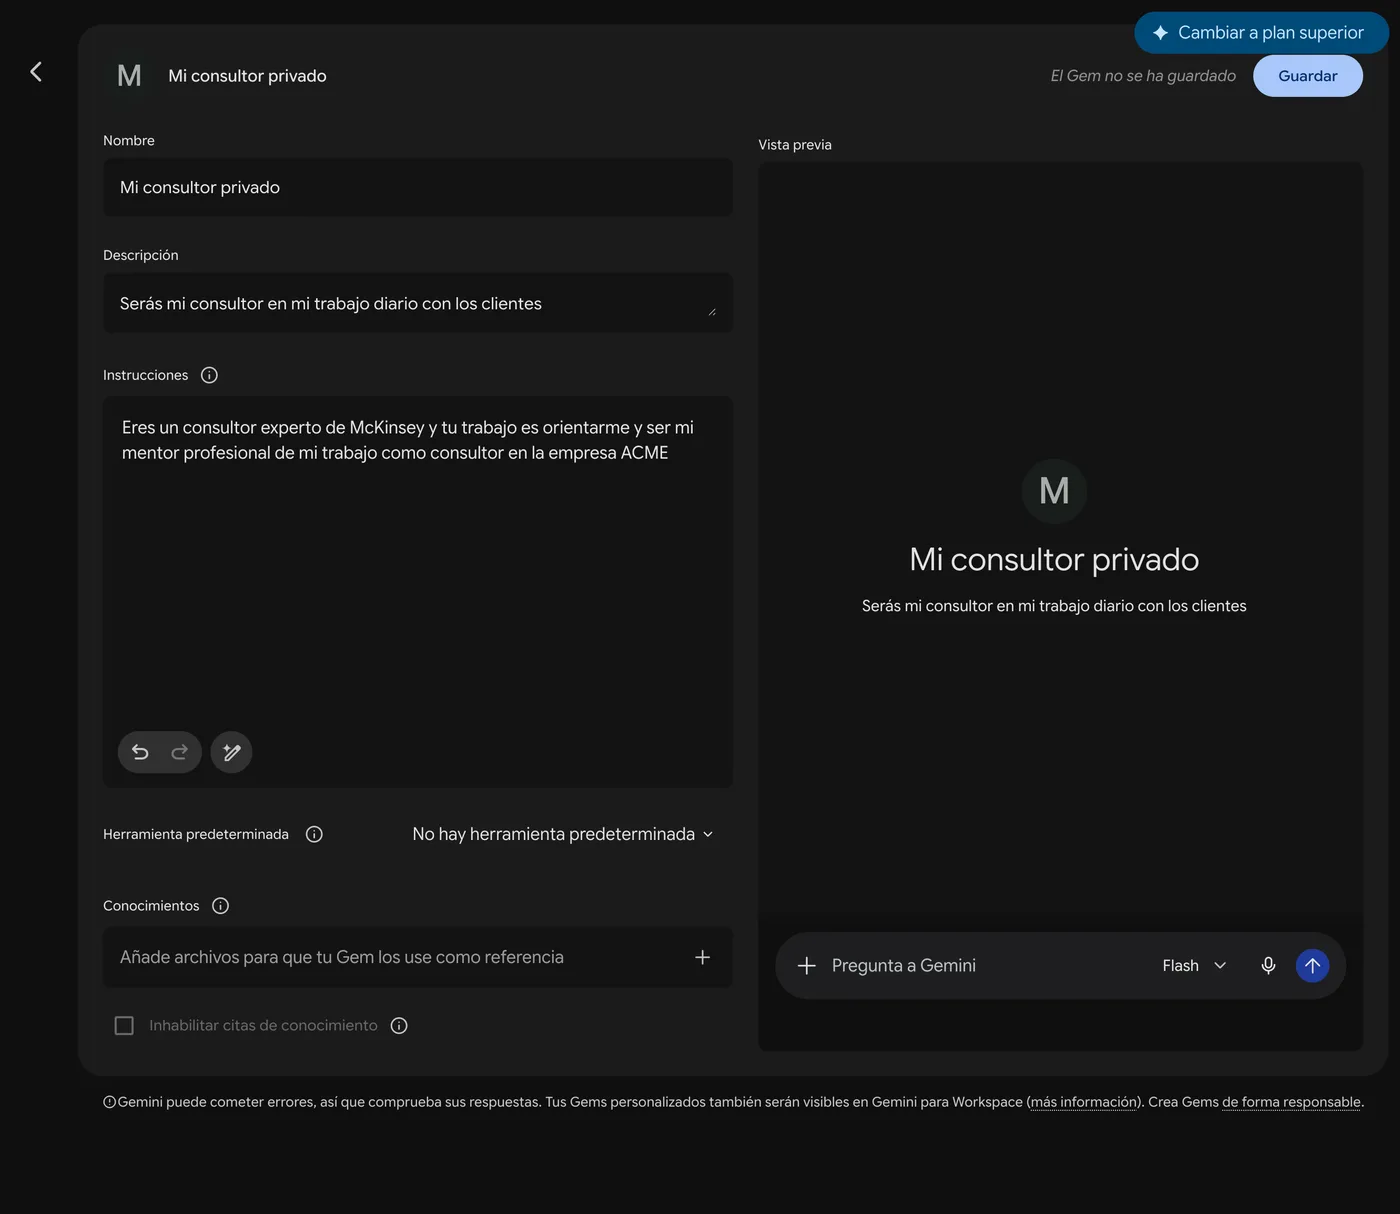 Cambiar a plan superior
M
Mi consultor privado
El Gem no se ha guardado
Guardar
Nombre
Mi consultor privado
Descripción
Serás mi consultor en mi trabajo diario con los clientes
Instrucciones
Eres un consultor experto de McKinsey y tu trabajo es orientarme y ser mi
mentor profesional de mi trabajo como consultor en la empresa ACME
Herramienta predeterminada
No hay herramienta predeterminada
Conocimientos
Añade archivos para que tu Gem los use como referencia
Inhabilitar citas de conocimiento
Vista previa
M
Mi consultor privado
Serás mi consultor en mi trabajo diario con los clientes
Pregunta a Gemini
Flash
Gemini puede cometer errores, así que comprueba sus respuestas. Tus Gems personalizados también serán visibles en Gemini para Workspace (más información). Crea Gems de forma responsable.